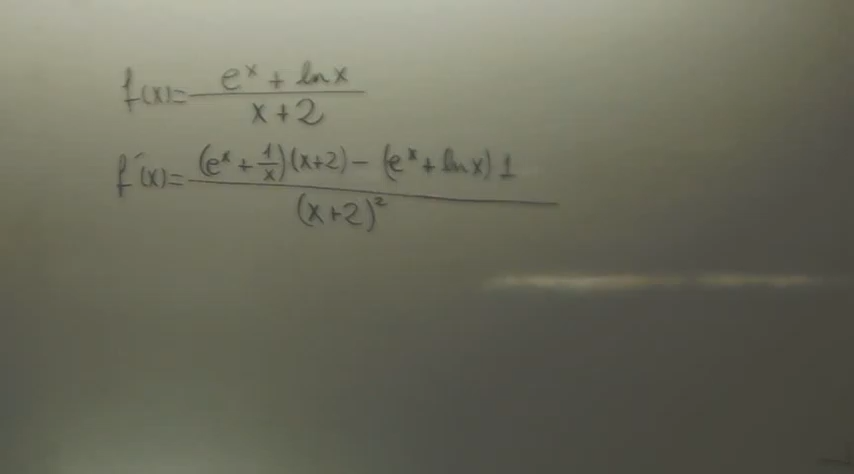 f(x)= (e^x + ln x)/(x+2)
f´(x)= ((e^x + 1/x)(x+2) − (e^x + ln x) 1)/(x+2)²